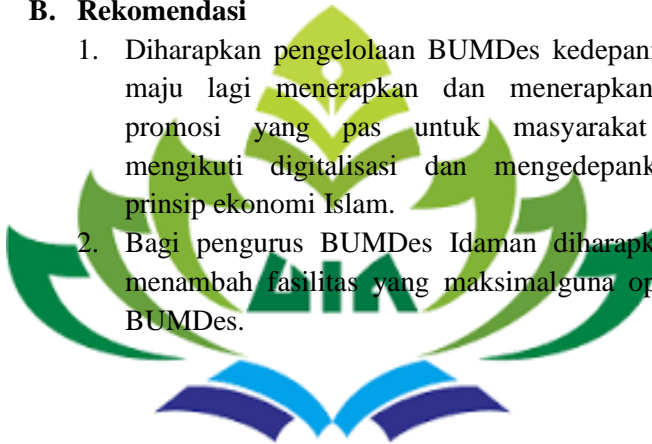 B. Rekomendasi
1. Diharapkan pengelolaan BUMDes kedepan
maju lagi menerapkan dan menerapkan
promosi yang pas untuk masyarakat
mengikuti digitalisasi dan mengedepank
prinsip ekonomi Islam.
2. Bagi pengurus BUMDes Idaman diharapk
menambah fasilitas yang maksimalguna op
BUMDes.
UIN